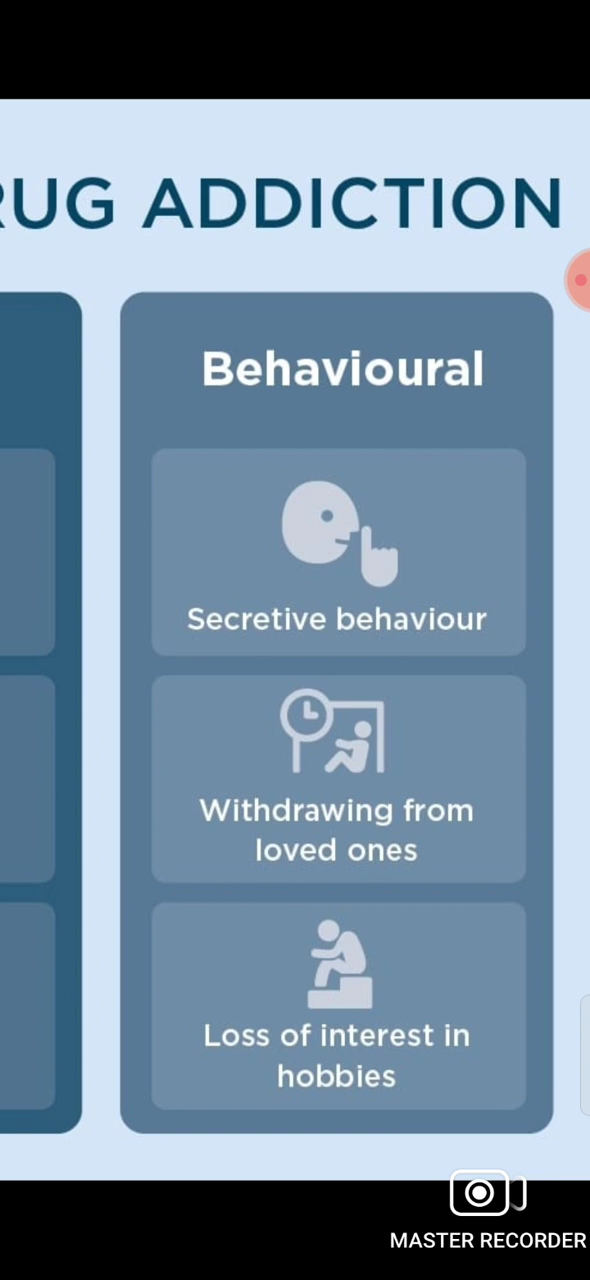 RUG ADDICTION
Behavioural
Secretive behaviour
Withdrawing from
loved ones
Loss of interest in
hobbies
MASTER RECORDER